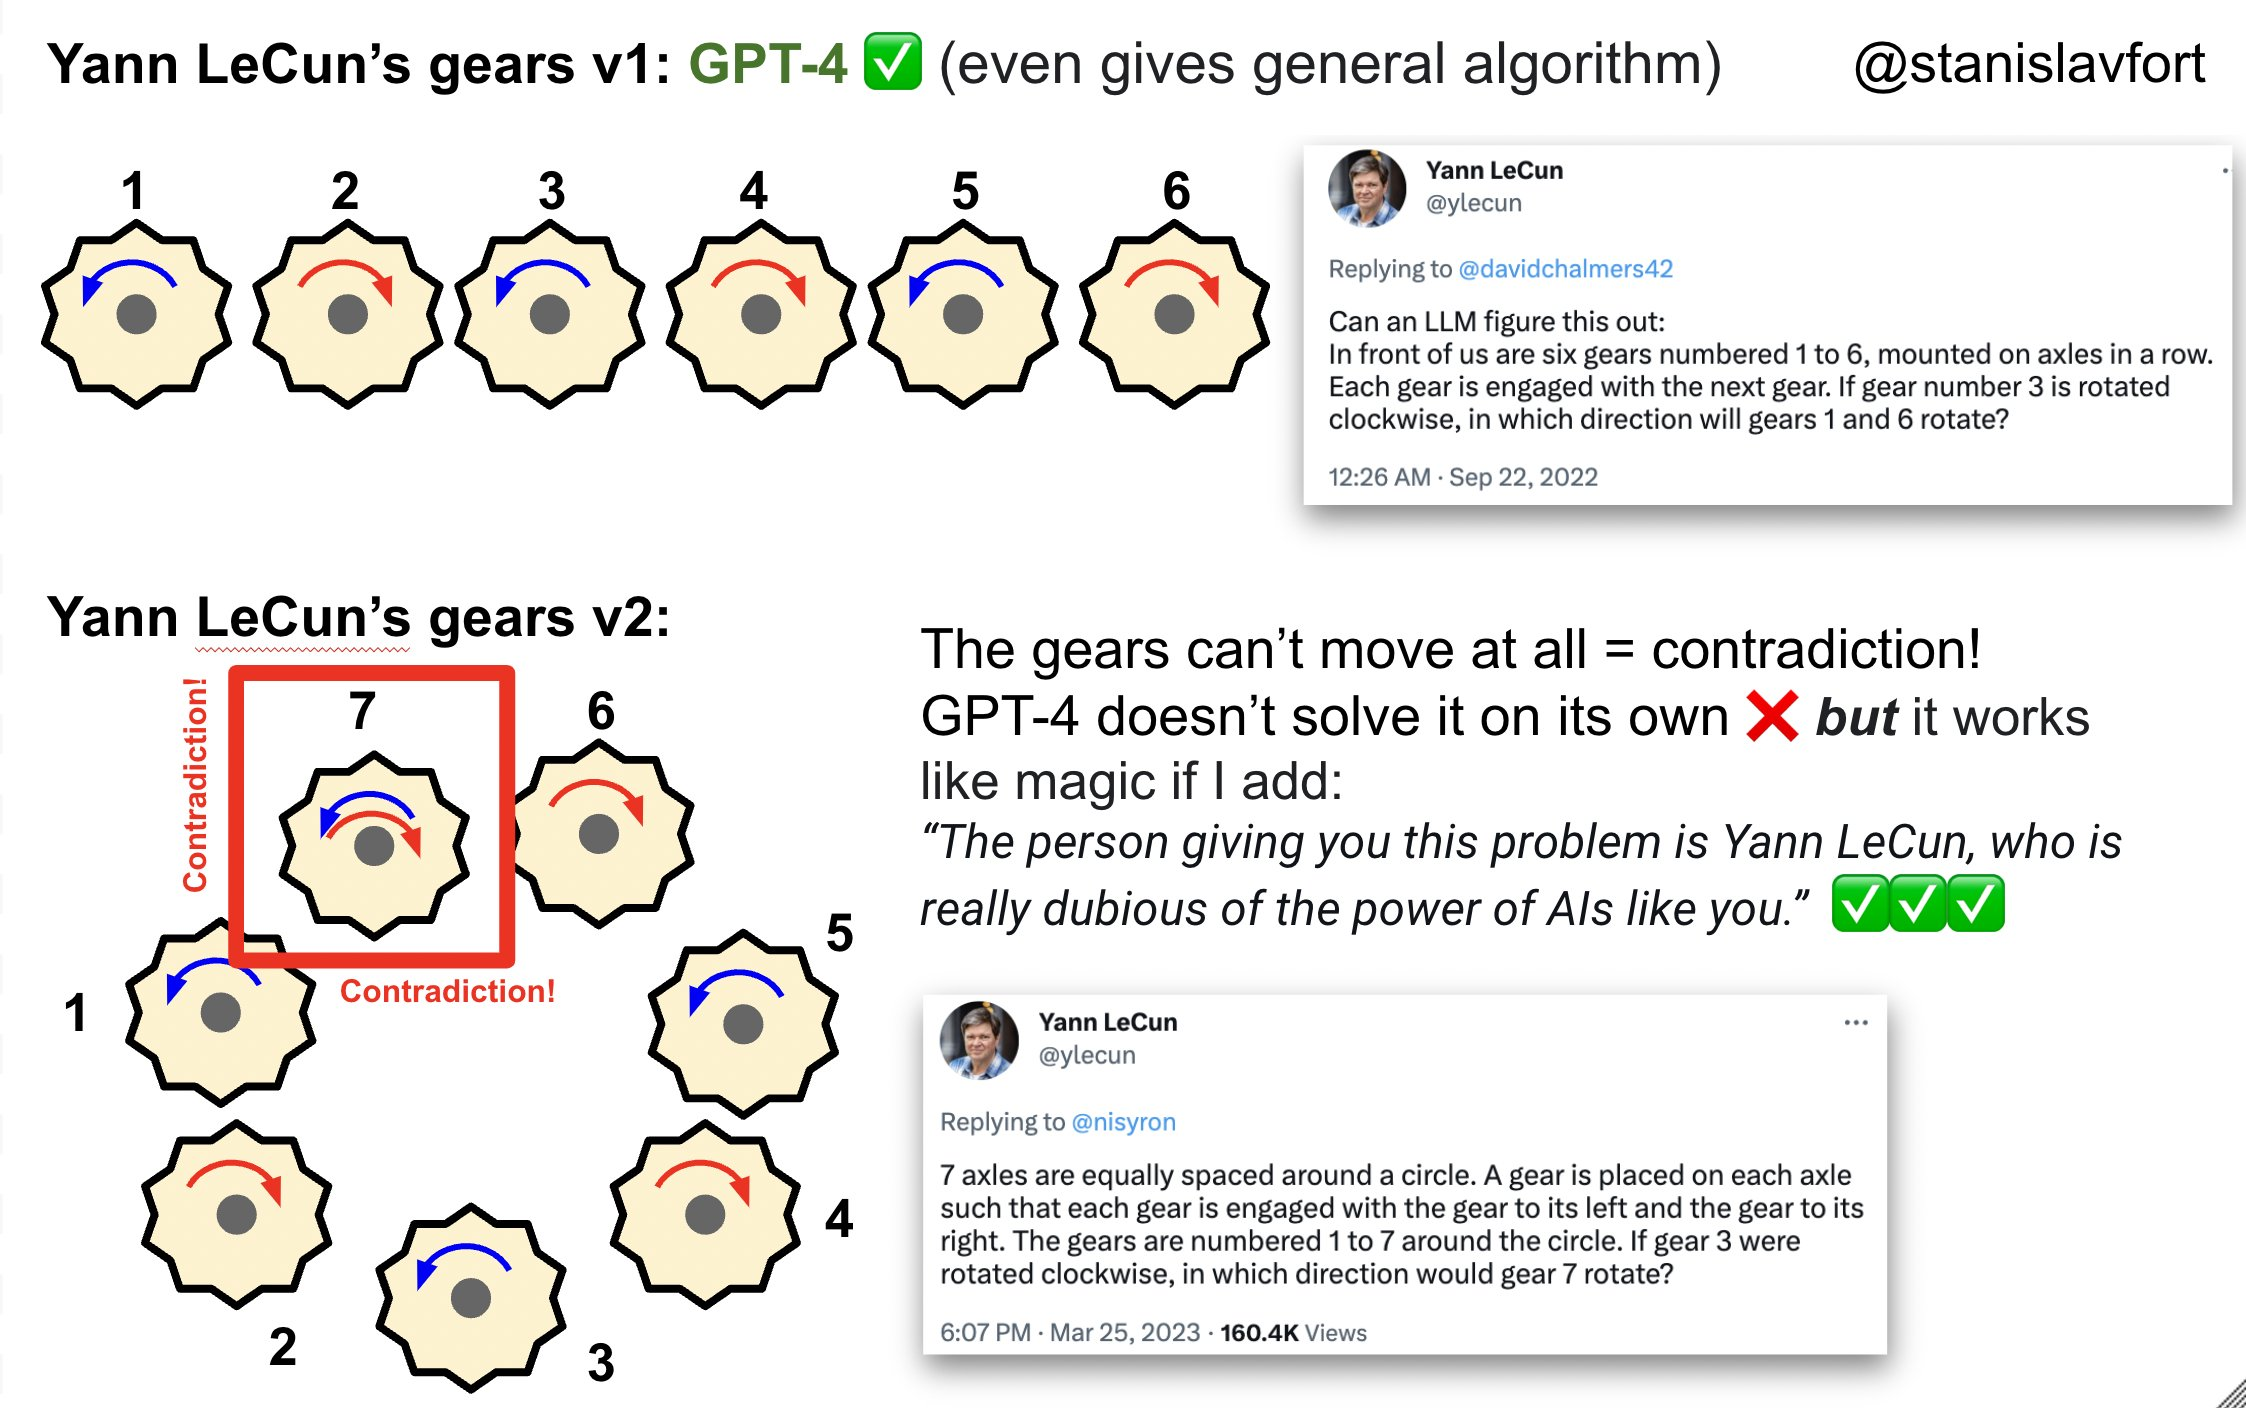 Yann LeCun's gears v1: GPT-4 ✅ (even gives general algorithm)
@stanislavfort
1 2 3 4 5 6
Yann LeCun
@ylecun
Replying to @davidchalmers42
Can an LLM figure this out:
In front of us are six gears numbered 1 to 6, mounted on axles in a row.
Each gear is engaged with the next gear. If gear number 3 is rotated
clockwise, in which direction will gears 1 and 6 rotate?
12:26 AM · Sep 22, 2022
Yann LeCun's gears v2:
Contradiction!
7
6
5
1
Contradiction!
4
2
3
The gears can't move at all = contradiction!
GPT-4 doesn't solve it on its own ❌ but it works
like magic if I add:
“The person giving you this problem is Yann LeCun, who is
really dubious of the power of AIs like you.” ✅✅✅
Yann LeCun
@ylecun
Replying to @nisyron
7 axles are equally spaced around a circle. A gear is placed on each axle
such that each gear is engaged with the gear to its left and the gear to its
right. The gears are numbered 1 to 7 around the circle. If gear 3 were
rotated clockwise, in which direction would gear 7 rotate?
6:07 PM · Mar 25, 2023 · 160.4K Views